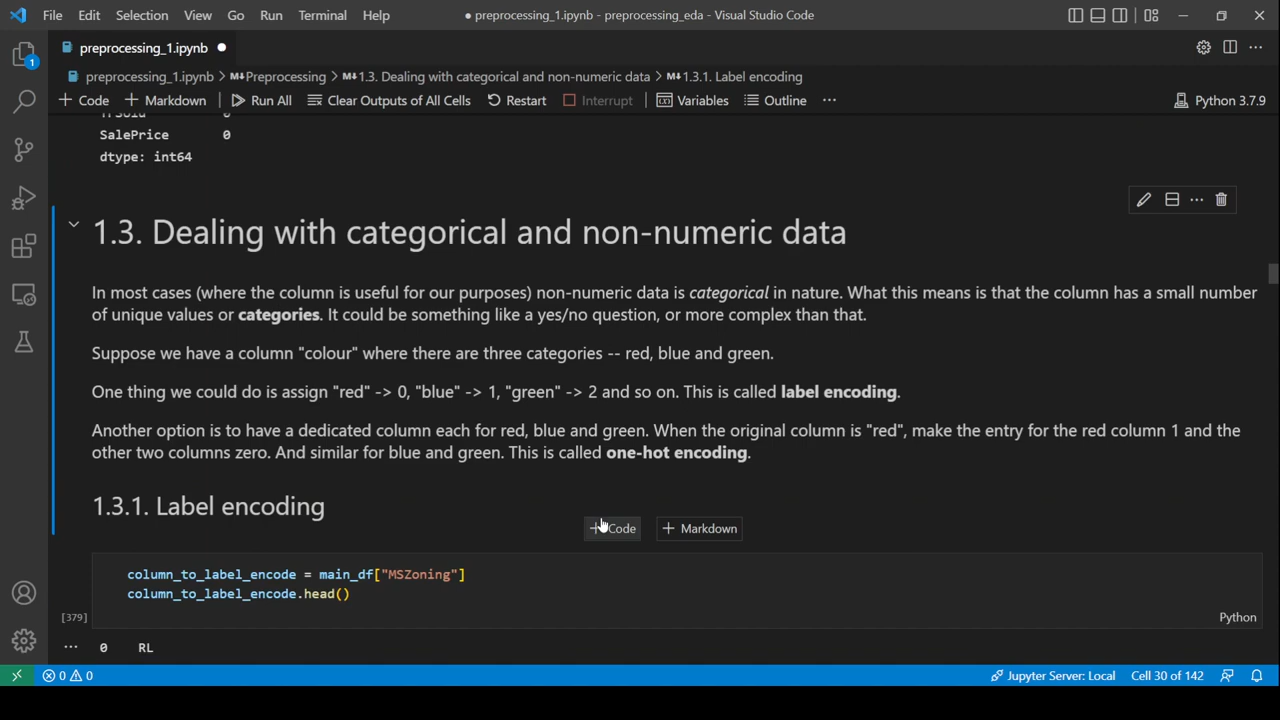 File Edit Selection View Go Run Terminal Help ● preprocessing_1.ipynb - preprocessing_eda - Visual Studio Code
preprocessing_1.ipynb ●
preprocessing_1.ipynb > M↓Preprocessing > M↓1.3. Dealing with categorical and non-numeric data > M↓1.3.1. Label encoding
+ Code + Markdown Run All Clear Outputs of All Cells Restart Interrupt Variables Outline ··· Python 3.7.9
1
SalePrice 0
dtype: int64
1.3. Dealing with categorical and non-numeric data
In most cases (where the column is useful for our purposes) non-numeric data is categorical in nature. What this means is that the column has a small number
of unique values or categories. It could be something like a yes/no question, or more complex than that.
Suppose we have a column "colour" where there are three categories -- red, blue and green.
One thing we could do is assign "red" -> 0, "blue" -> 1, "green" -> 2 and so on. This is called label encoding.
Another option is to have a dedicated column each for red, blue and green. When the original column is "red", make the entry for the red column 1 and the
other two columns zero. And similar for blue and green. This is called one-hot encoding.
1.3.1. Label encoding
+ Code + Markdown
column_to_label_encode = main_df["MSZoning"]
column_to_label_encode.head()
[379] Python
··· 0 RL
0 0 Jupyter Server: Local Cell 30 of 142